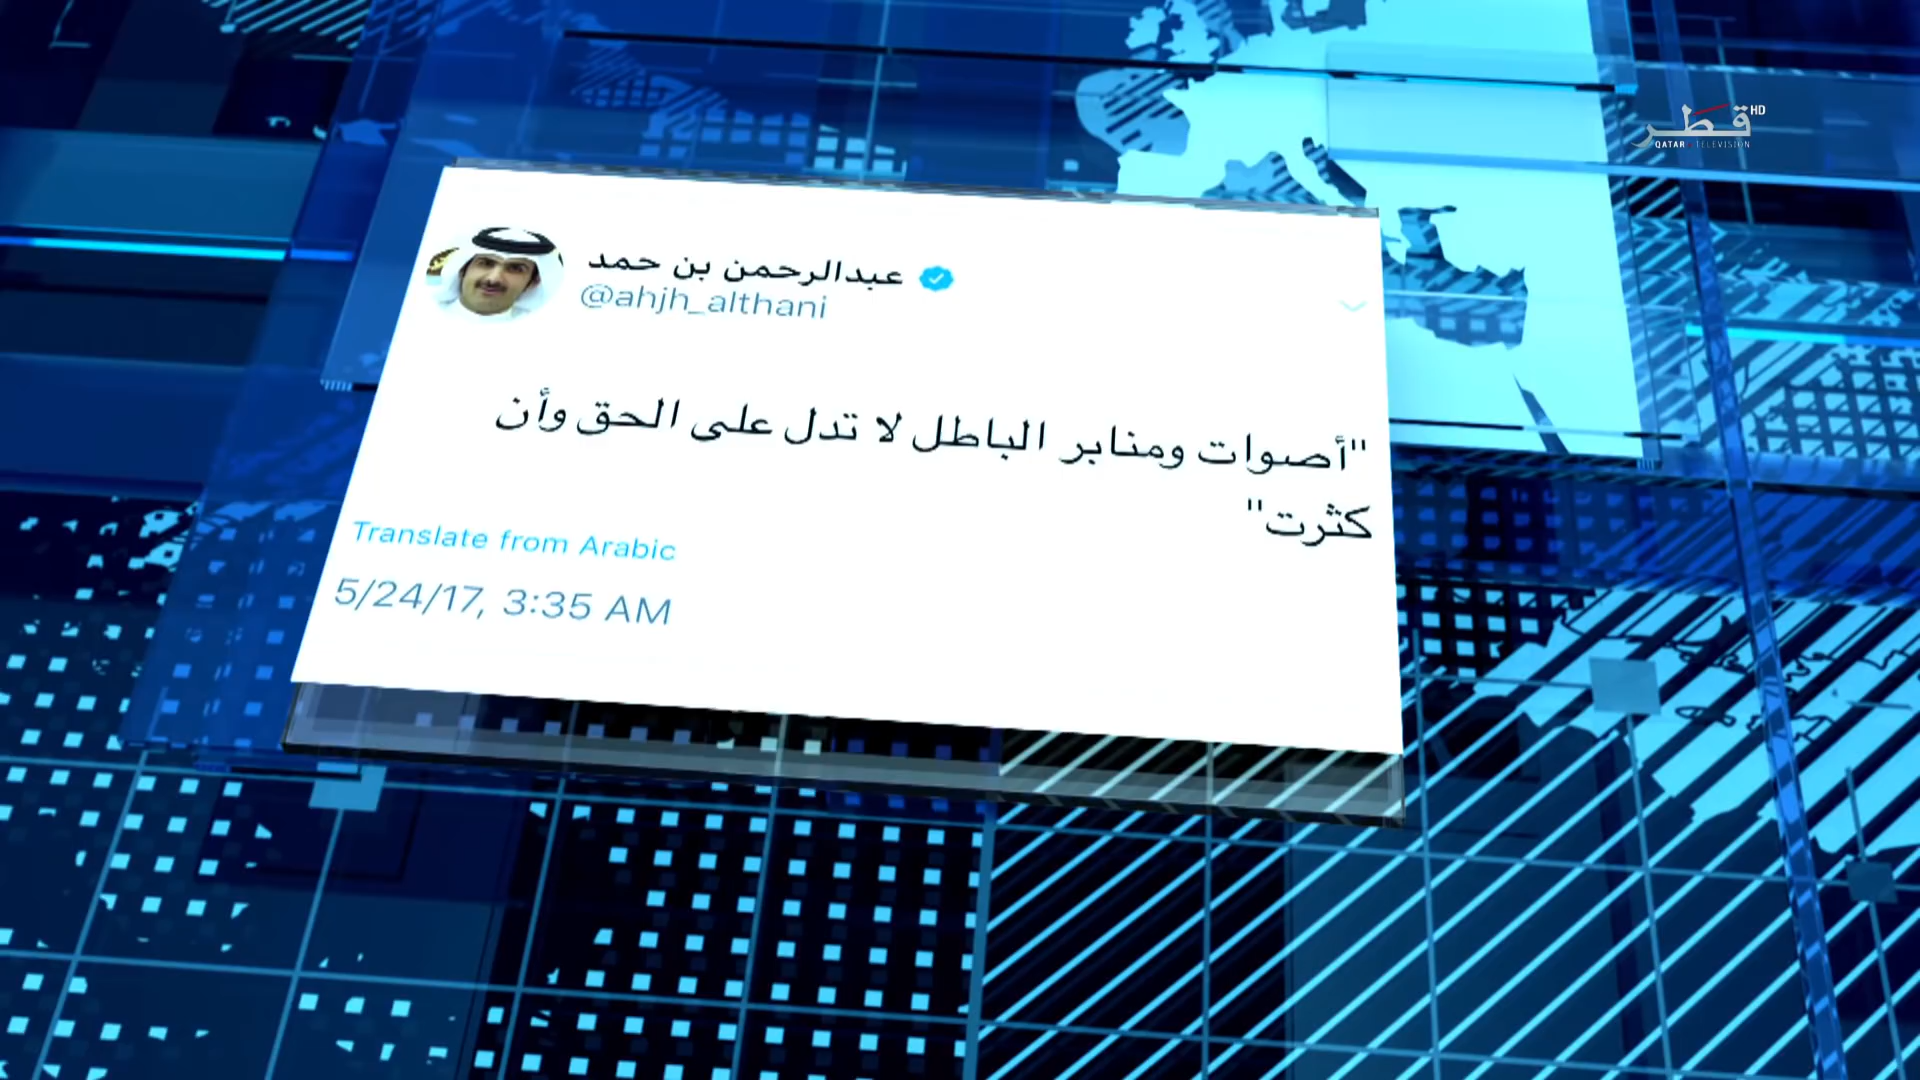 قطر HD
QATAR TELEVISION
عبدالرحمن بن حمد
@ahjh_althani
"أصوات ومنابر الباطل لا تدل على الحق وأن
كثرت"
Translate from Arabic
5/24/17, 3:35 AM